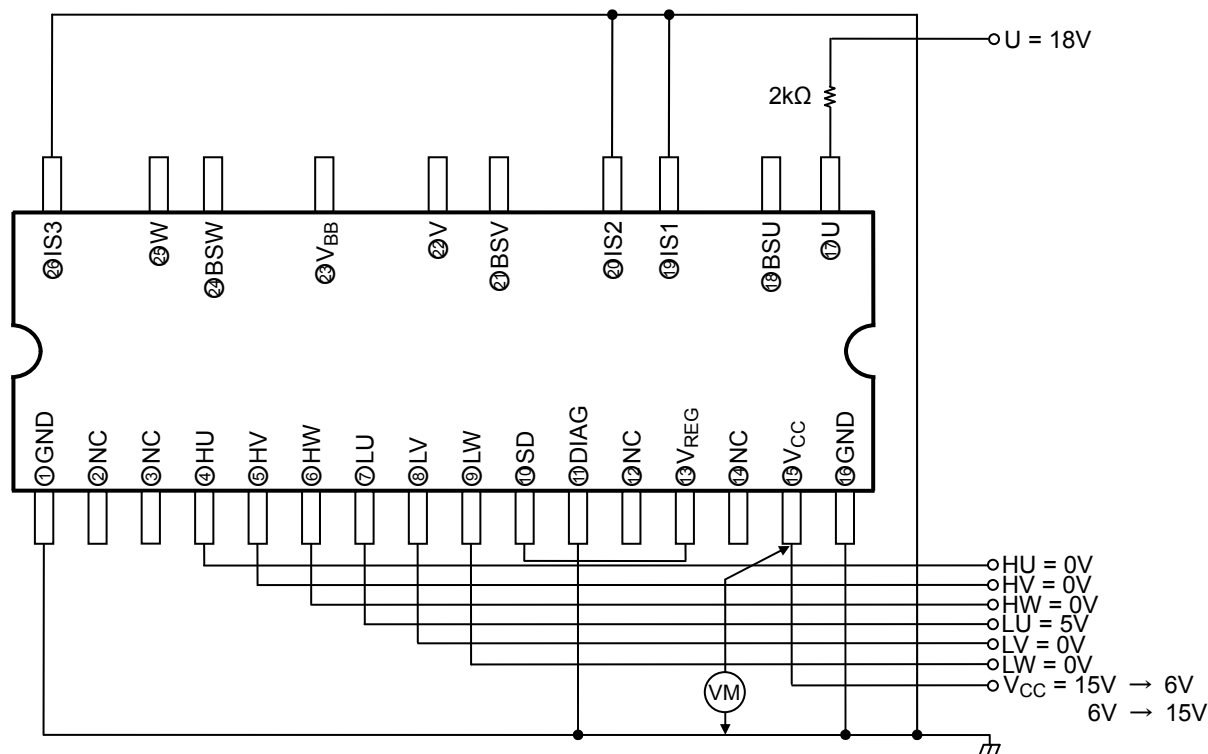 U = 18V
2kΩ
㉖IS3
㉕W
㉔BSW
㉓VBB
㉒V
㉑BSV
⑳IS2
⑲IS1
⑱BSU
⑰U
①GND
②NC
③NC
④HU
⑤HV
⑥HW
⑦LU
⑧LV
⑨LW
⑩SD
⑪DIAG
⑫NC
⑬VREG
⑭NC
⑮VCC
⑯GND
HU = 0V
HV = 0V
HW = 0V
LU = 5V
LV = 0V
LW = 0V
VM
VCC = 15V → 6V
6V → 15V